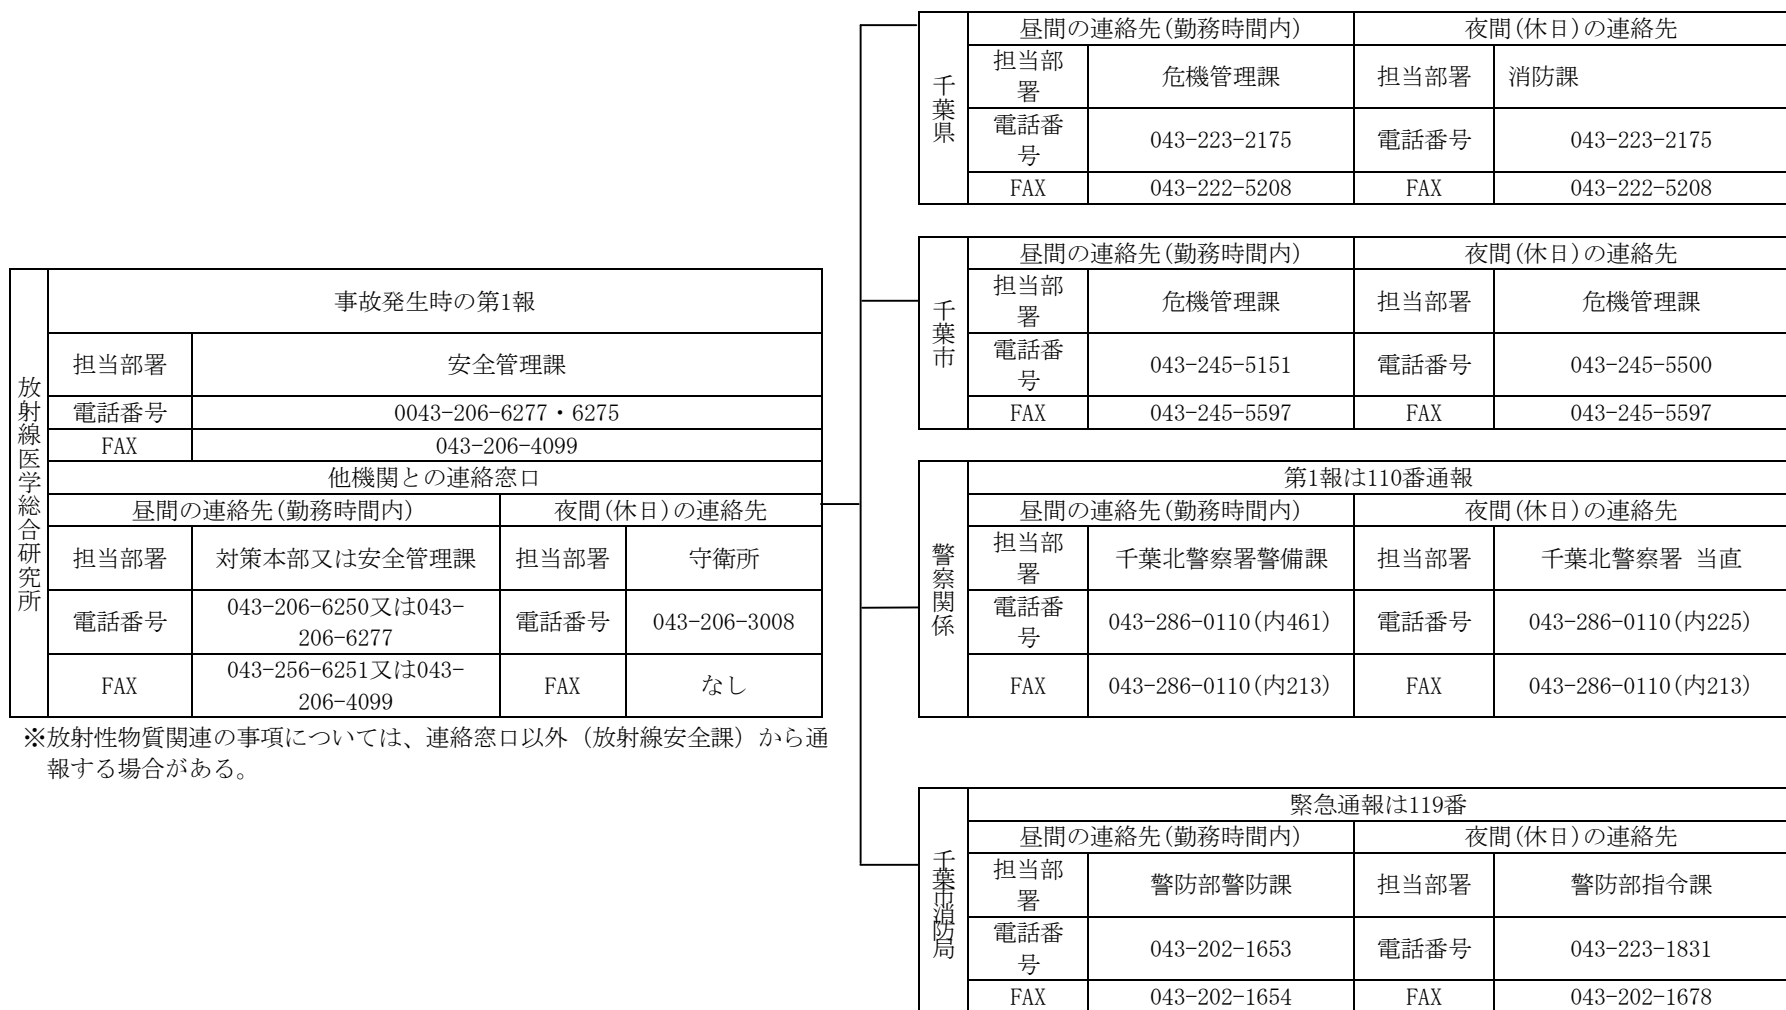 放射線医学総合研究所
事故発生時の第1報
担当部署 安全管理課
電話番号 0043-206-6277・6275
FAX 043-206-4099
他機関との連絡窓口
昼間の連絡先(勤務時間内) 夜間(休日)の連絡先
担当部署 対策本部又は安全管理課 担当部署 守衛所
電話番号 043-206-6250又は043-
206-6277 電話番号 043-206-3008
FAX 043-256-6251又は043-
206-4099 FAX なし
※放射性物質関連の事項については、連絡窓口以外（放射線安全課）から通
報する場合がある。
千葉県
昼間の連絡先(勤務時間内) 夜間(休日)の連絡先
担当部
署 危機管理課 担当部署 消防課
電話番
号 043-223-2175 電話番号 043-223-2175
FAX 043-222-5208 FAX 043-222-5208
千葉市
昼間の連絡先(勤務時間内) 夜間(休日)の連絡先
担当部
署 危機管理課 担当部署 危機管理課
電話番
号 043-245-5151 電話番号 043-245-5500
FAX 043-245-5597 FAX 043-245-5597
警察関係
第1報は110番通報
昼間の連絡先(勤務時間内) 夜間(休日)の連絡先
担当部
署 千葉北警察署警備課 担当部署 千葉北警察署 当直
電話番
号 043-286-0110(内461) 電話番号 043-286-0110(内225)
FAX 043-286-0110(内213) FAX 043-286-0110(内213)
千葉市消防局
緊急通報は119番
昼間の連絡先(勤務時間内) 夜間(休日)の連絡先
担当部
署 警防部警防課 担当部署 警防部指令課
電話番
号 043-202-1653 電話番号 043-223-1831
FAX 043-202-1654 FAX 043-202-1678